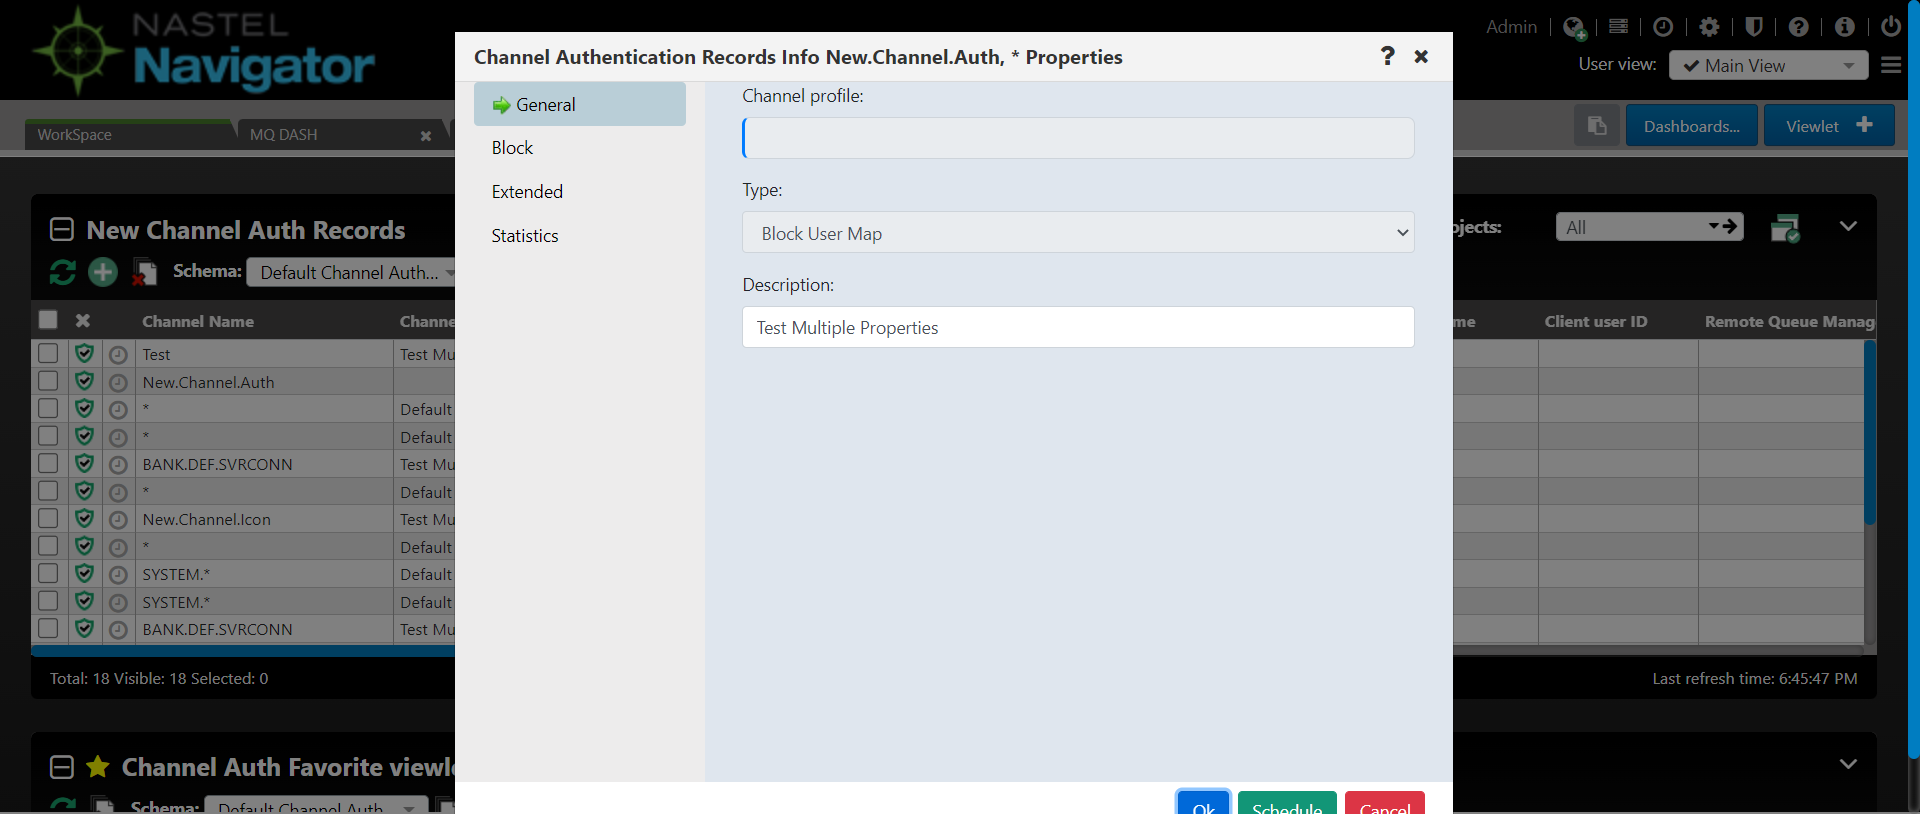 NASTEL
Navigator
Admin
User view:
Main View
WorkSpace
MQ DASH
Dashboards...
Viewlet
Channel Authentication Records Info New.Channel.Auth, * Properties
?
General
Block
Extended
Statistics
Channel profile:
Type:
Block User Map
Description:
Test Multiple Properties
Ok
Schedule
Cancel
New Channel Auth Records
Schema:
Default Channel Auth...
All
Channel Name
Client user ID
Remote Queue Manag
Test
Test Mu
New.Channel.Auth
*
Default
*
Default
BANK.DEF.SVRCONN
Test Mu
*
Default
New.Channel.Icon
Test Mu
*
Default
SYSTEM.*
Default
SYSTEM.*
Default
BANK.DEF.SVRCONN
Test Mu
Total: 18 Visible: 18 Selected: 0
Last refresh time: 6:45:47 PM
Channel Auth Favorite viewl
Schema:
Default Channel Auth